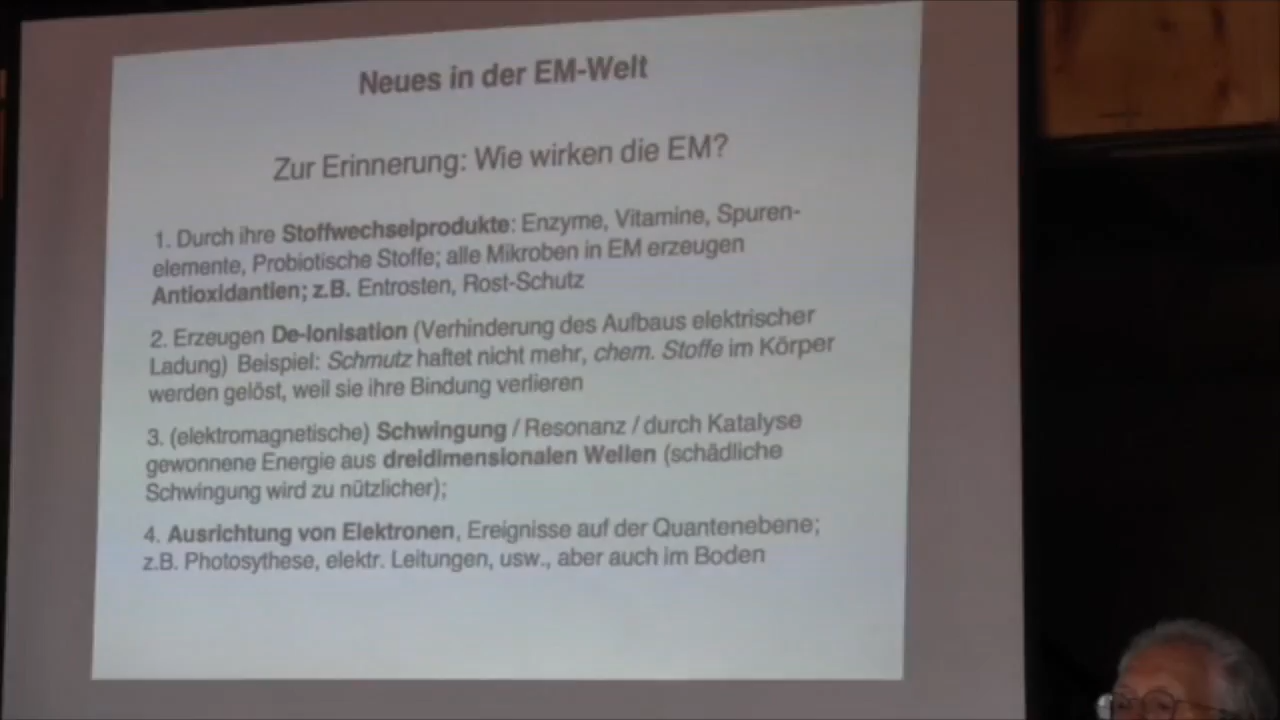 Neues in der EM-Welt
Zur Erinnerung: Wie wirken die EM?
1. Durch ihre Stoffwechselprodukte: Enzyme, Vitamine, Spuren-
elemente, Probiotische Stoffe; alle Mikroben in EM erzeugen
Antioxidantien; z.B. Entrosten, Rost-Schutz
2. Erzeugen De-Ionisation (Verhinderung des Aufbaus elektrischer
Ladung) Beispiel: Schmutz haftet nicht mehr, chem. Stoffe im Körper
werden gelöst, weil sie ihre Bindung verlieren
3. (elektromagnetische) Schwingung / Resonanz / durch Katalyse
gewonnene Energie aus dreidimensionalen Wellen (schädliche
Schwingung wird zu nützlicher);
4. Ausrichtung von Elektronen, Ereignisse auf der Quantenebene;
z.B. Photosythese, elektr. Leitungen, usw., aber auch im Boden